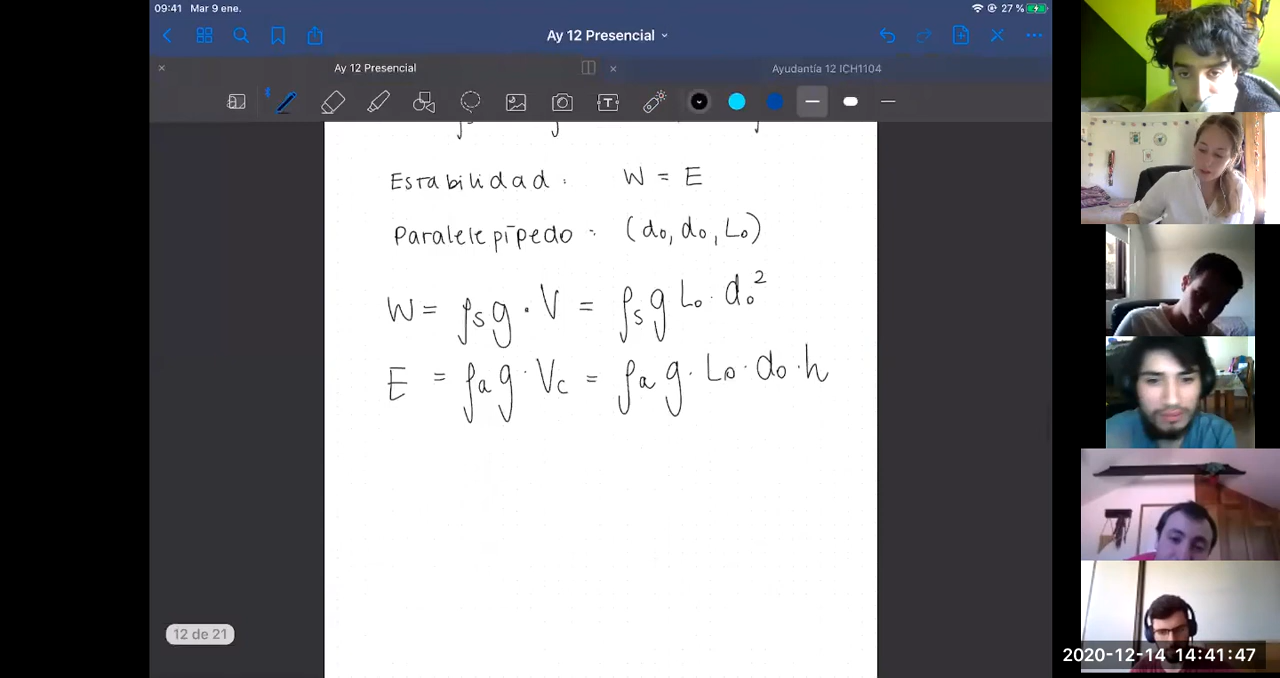 09:41 Mar 9 ene.
27 %
Ay 12 Presencial
Ay 12 Presencial
Ayudantía 12 ICH1104
Estabilidad : W = E
Paralelepípedo : (do, do, Lo)
W = ρs g · V = ρs g Lo · do²
E = ρa g · Vc = ρa g · Lo · do · h
12 de 21
2020-12-14 14:41:47